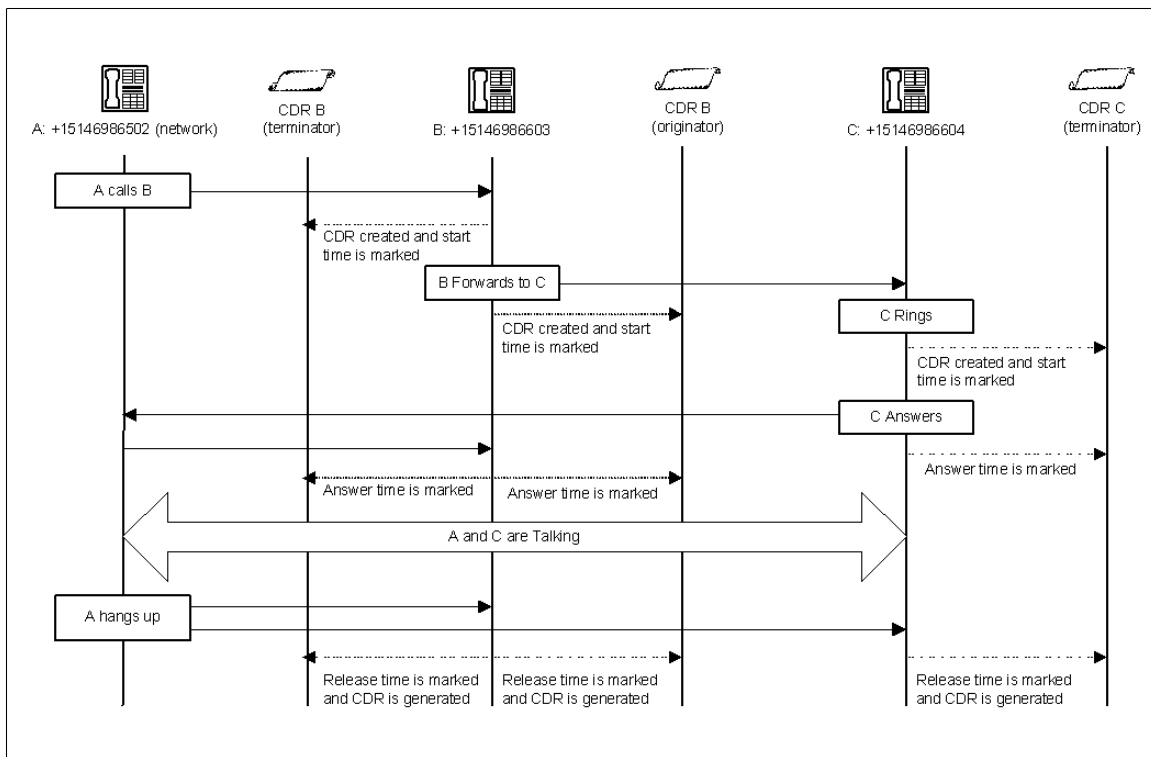 CDR B
(terminator)
CDR B
(originator)
CDR C
(terminator)
A: +15146986502 (network)
B: +15146986603
C: +15146986604
A calls B
CDR created and start
time is marked
B Forwards to C
CDR created and start
time is marked
C Rings
CDR created and start
time is marked
C Answers
Answer time is marked
Answer time is marked
Answer time is marked
A and C are Talking
A hangs up
Release time is marked
and CDR is generated
Release time is marked
and CDR is generated
Release time is marked
and CDR is generated